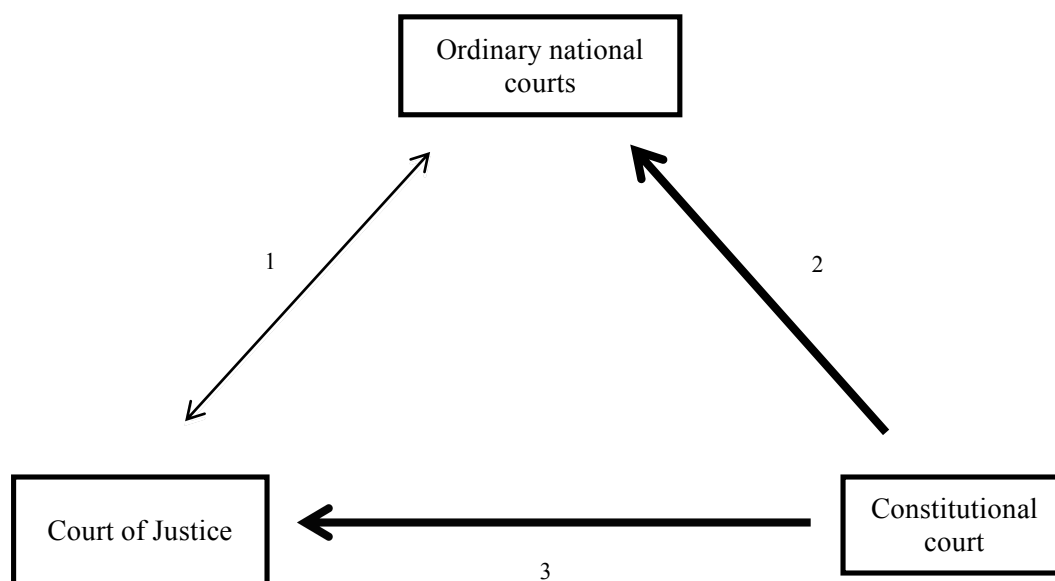 Ordinary national
courts
1
2
Court of Justice
Constitutional
court
3